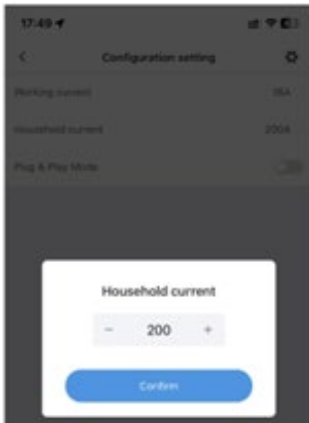 17:49
Configuration setting
Working current
Household current 200A
Plug & Play Mode
Household current
− 200 +
Confirm